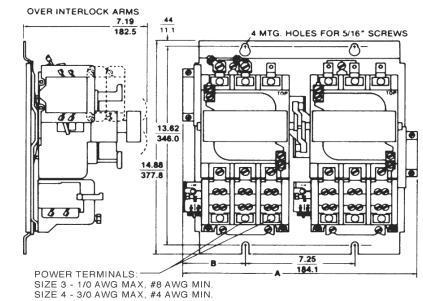 OVER INTERLOCK ARMS
7.19
182.5
44
11.1
4 MTG. HOLES FOR 5/16" SCREWS
TOP
TOP
13.62
346.0
14.88
377.8
B
7.25
184.1
A
POWER TERMINALS:
SIZE 3 - 1/0 AWG MAX, #8 AWG MIN.
SIZE 4 - 3/0 AWG MAX, #4 AWG MIN.